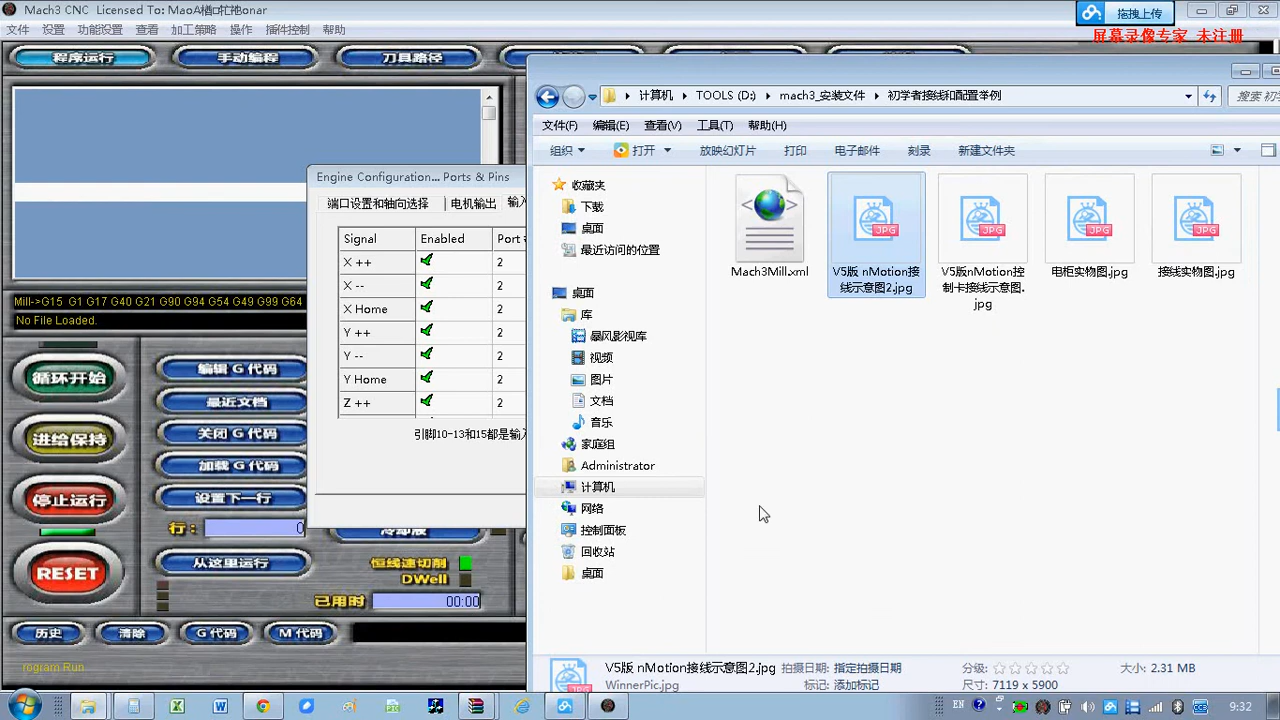 Mach3 CNC Licensed To: MaoA
文件 设置 功能设置 查看 加工策略 操作 插件控制 帮助
拖拽上传
屏幕录像专家 未注册
程序运行 手动编程 刀具路径
Mill->G15 G1 G17 G40 G21 G90 G94 G54 G49 G99 G64
No File Loaded.
循环开始
进给保持
停止运行
RESET
编辑 G 代码
最近文档
关闭 G 代码
加载 G 代码
设置下一行
行: 0
从这里运行
冷却液
恒线速切削
DWell
已用时 00:00
历史 清除 G 代码 M 代码
rogram Run
Engine Configuration... Ports & Pins
端口设置和轴向选择 电机输出 输入
Signal Enabled Port
X ++ 2
X -- 2
X Home 2
Y ++ 2
Y -- 2
Y Home 2
Z ++ 2
引脚10-13和15都是输入
计算机 TOOLS (D:) mach3_安装文件 初学者接线和配置举例
搜索 初
文件(F) 编辑(E) 查看(V) 工具(T) 帮助(H)
组织 打开 放映幻灯片 打印 电子邮件 刻录 新建文件夹
收藏夹
下载
桌面
最近访问的位置
桌面
库
暴风影视库
视频
图片
文档
音乐
家庭组
Administrator
计算机
网络
控制面板
回收站
桌面
JPG JPG JPG JPG
Mach3Mill.xml
V5版 nMotion接
线示意图2.jpg
V5版nMotion控
制卡接线示意图.
jpg
电柜实物图.jpg
接线实物图.jpg
V5版 nMotion接线示意图2.jpg 拍摄日期: 指定拍摄日期 分级: 大小: 2.31 MB
WinnerPic.jpg 标记: 添加标记 尺寸: 7119 x 5900
JPG
EN 9:32